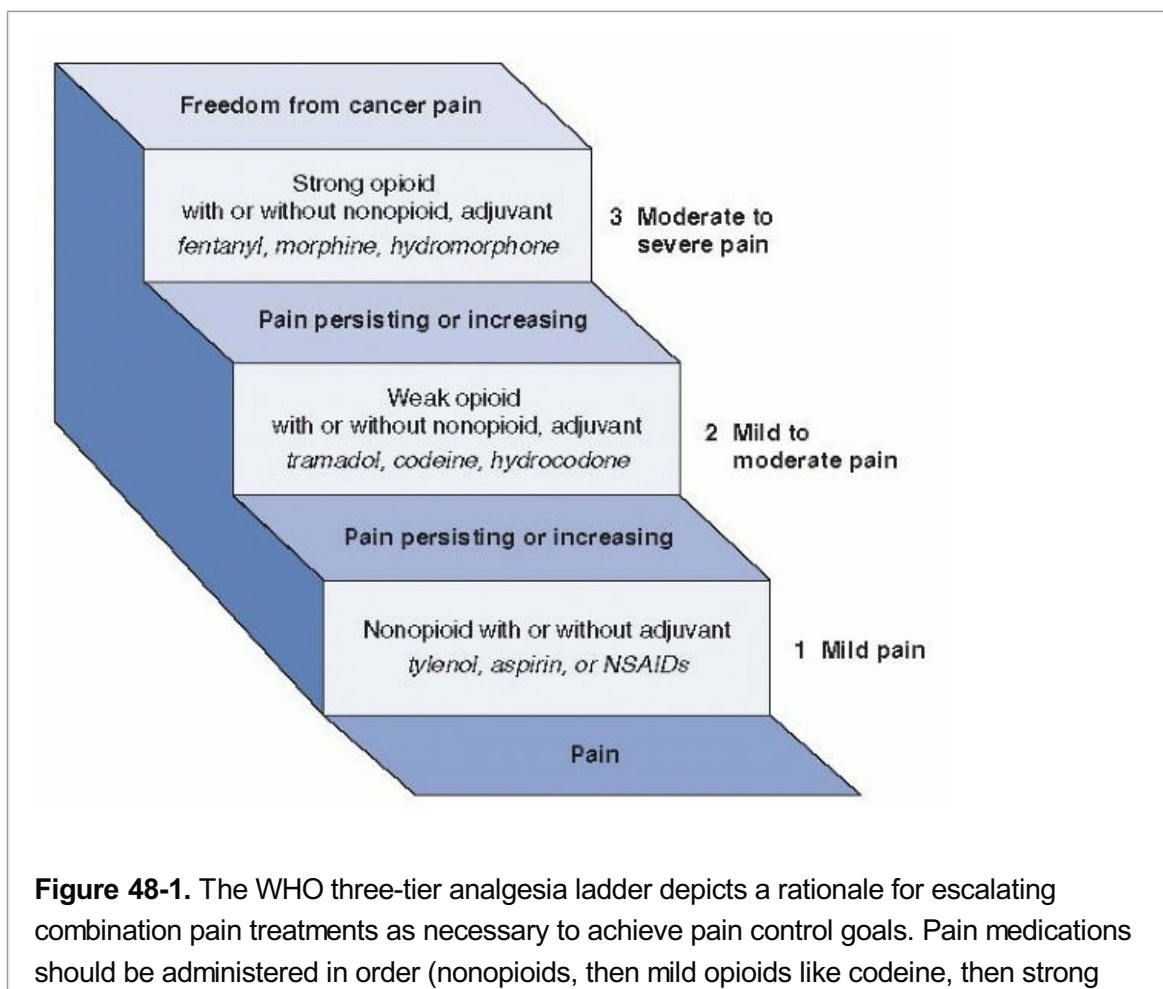 Freedom from cancer pain
Strong opioid
with or without nonopioid, adjuvant
fentanyl, morphine, hydromorphone
3 Moderate to
severe pain
Pain persisting or increasing
Weak opioid
with or without nonopioid, adjuvant
tramadol, codeine, hydrocodone
2 Mild to
moderate pain
Pain persisting or increasing
Nonopioid with or without adjuvant
tylenol, aspirin, or NSAIDs
1 Mild pain
Pain
Figure 48-1. The WHO three-tier analgesia ladder depicts a rationale for escalating
combination pain treatments as necessary to achieve pain control goals. Pain medications
should be administered in order (nonopioids, then mild opioids like codeine, then strong